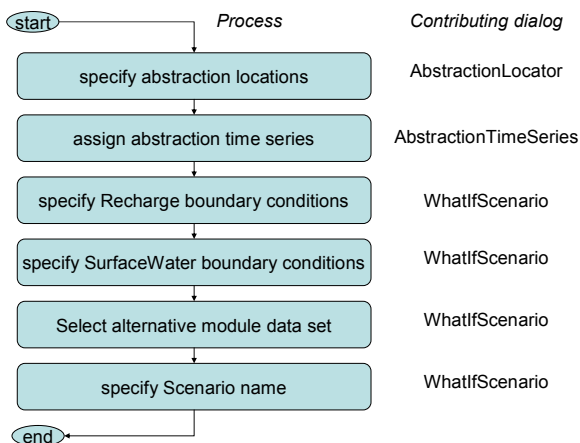 start
Process
Contributing dialog
specify abstraction locations
AbstractionLocator
assign abstraction time series
AbstractionTimeSeries
specify Recharge boundary conditions
WhatIfScenario
specify SurfaceWater boundary conditions
WhatIfScenario
Select alternative module data set
WhatIfScenario
specify Scenario name
WhatIfScenario
end